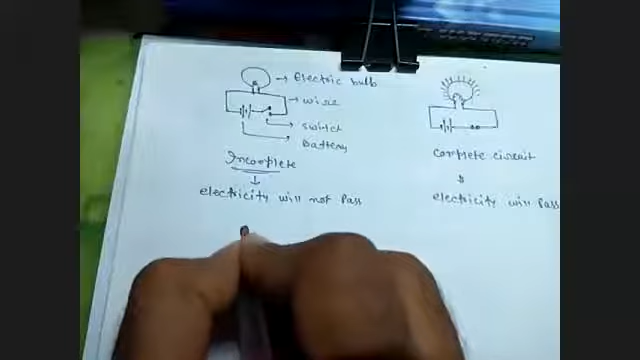 Electric bulb
wire
switch
Battery
Incomplete
electricity will not Pass
complete circuit
electricity will Pass